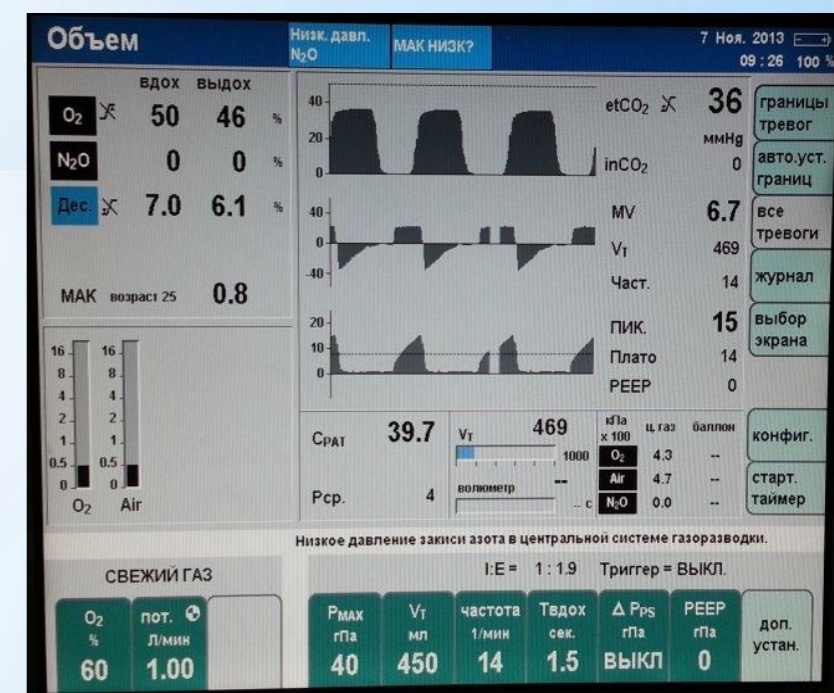 Объем
Низк. давл.
N₂O
МАК НИЗК?
7 Ноя. 2013
09 : 26 100 %
вдох выдох
O₂ 50 46 %
N₂O 0 0 %
Дес. 7.0 6.1 %
МАК возраст 25 0.8
40
20
0
etCO₂ 36
ммHg
inCO₂ 0
40
0
-40
MV 6.7
VT 469
Част. 14
20
10
0
ПИК. 15
Плато 14
PEEP 0
границы
тревог
авто.уст.
границ
все
тревоги
журнал
выбор
экрана
конфиг.
старт.
таймер
16 16
8 8
4 4
2 2
1 1
0.5 0.5
0 0
O₂ Air
CPAT 39.7
Pср. 4
VT 469
1000
волюметр --
.. с
кПа
x 100 ц. газ баллон
O₂ 4.3 --
Air 4.7 --
N₂O 0.0 --
Низкое давление закиси азота в центральной системе газоразводки.
СВЕЖИЙ ГАЗ
I:E = 1 : 1.9 Триггер = ВЫКЛ.
O₂
%
60
пот.
Л/мин
1.00
PMAX
гПа
40
VT
мл
450
частота
1/мин
14
Tвдох
сек.
1.5
Δ PPS
гПа
ВЫКЛ
PEEP
гПа
0
доп.
устан.